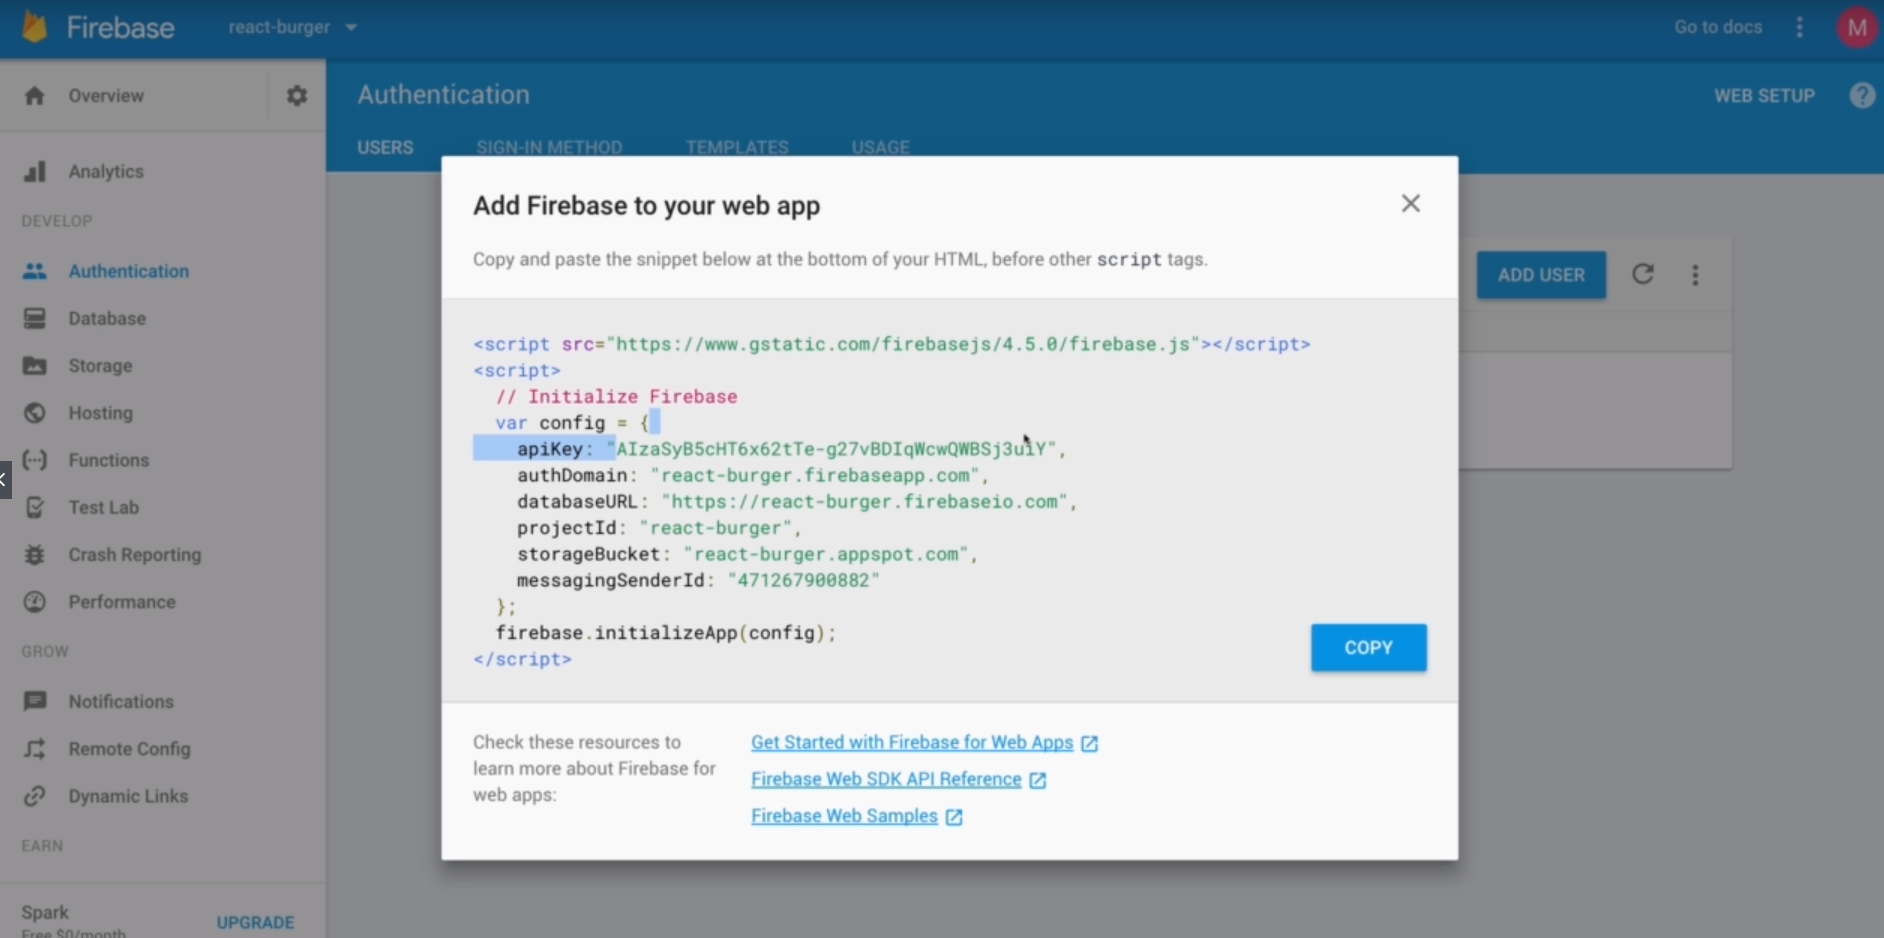 Firebase
react-burger
Go to docs
M
Overview
Authentication
WEB SETUP
?
USERS
SIGN-IN METHOD
TEMPLATES
USAGE
Analytics
DEVELOP
Authentication
Database
Storage
Hosting
Functions
Test Lab
Crash Reporting
Performance
GROW
Notifications
Remote Config
Dynamic Links
EARN
Spark
Free $0/month
UPGRADE
ADD USER
Add Firebase to your web app
Copy and paste the snippet below at the bottom of your HTML, before other script tags.
<script src="https://www.gstatic.com/firebasejs/4.5.0/firebase.js"></script>
<script>
// Initialize Firebase
var config = {
apiKey: "AIzaSyB5cHT6x62tTe-g27vBDIqWcwQWBSj3uiY",
authDomain: "react-burger.firebaseapp.com",
databaseURL: "https://react-burger.firebaseio.com",
projectId: "react-burger",
storageBucket: "react-burger.appspot.com",
messagingSenderId: "471267900882"
};
firebase.initializeApp(config);
</script>
COPY
Check these resources to
learn more about Firebase for
web apps:
Get Started with Firebase for Web Apps
Firebase Web SDK API Reference
Firebase Web Samples